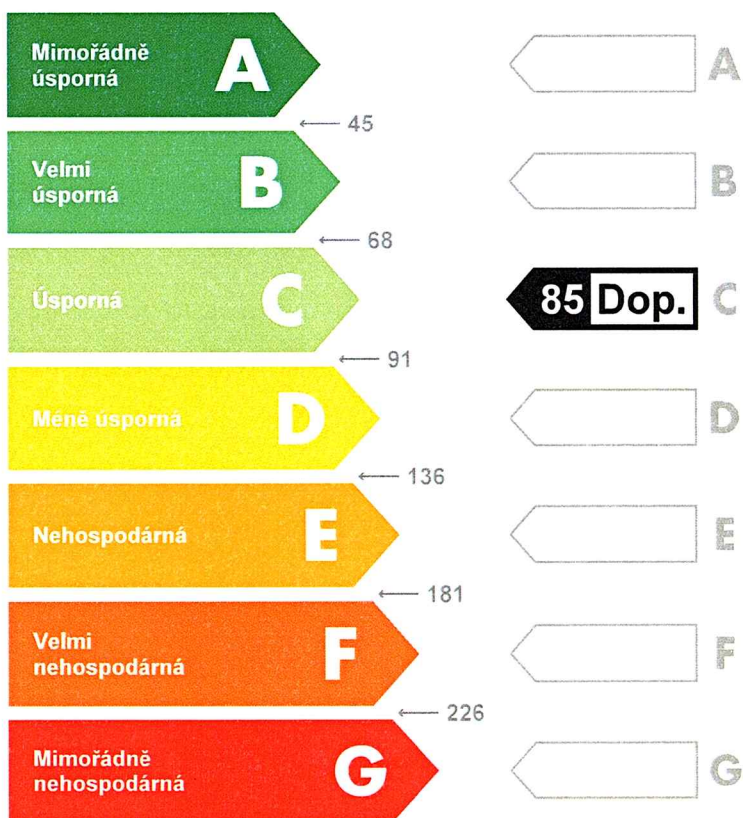 Mimořádně
úsporná
A
A
← 45
Velmi
úsporná
B
B
← 68
Úsporná
C
85 Dop.
C
← 91
Méně úsporná
D
D
← 136
Nehospodárná
E
E
← 181
Velmi
nehospodárná
F
F
← 226
Mimořádně
nehospodárná
G
G